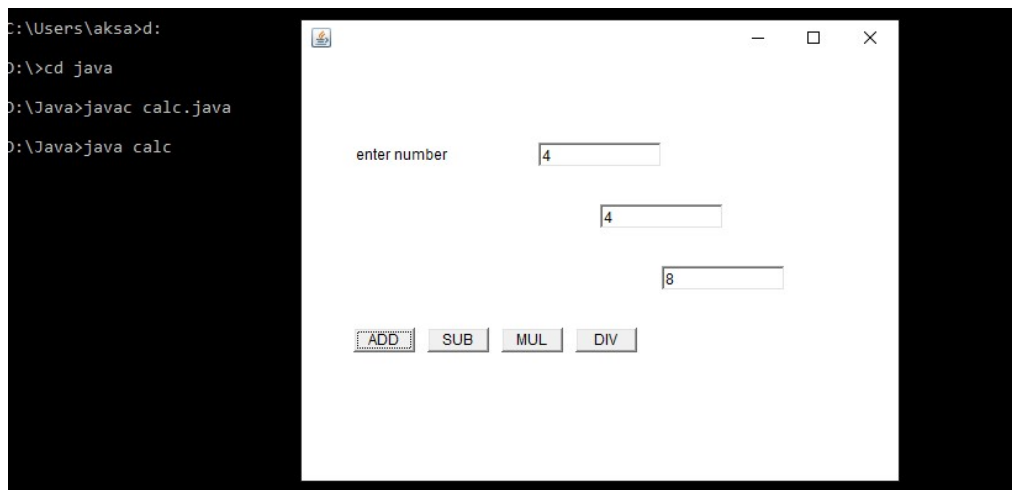 C:\Users\aksa>d:
D:\>cd java
D:\Java>javac calc.java
D:\Java>java calc
enter number 4
4
8
ADD SUB MUL DIV